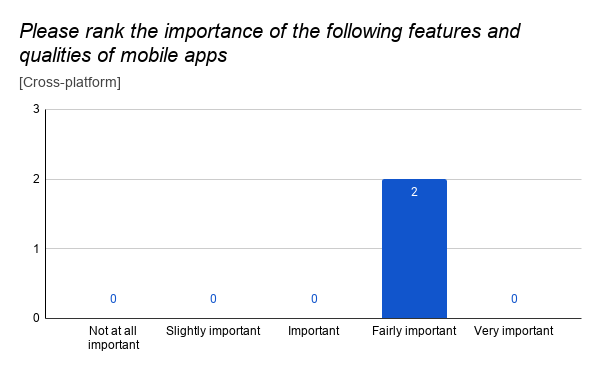 Please rank the importance of the following features and
qualities of mobile apps
[Cross-platform]
3
2
1
0
0
0
0
2
0
Not at all
important
Slightly important
Important
Fairly important
Very important